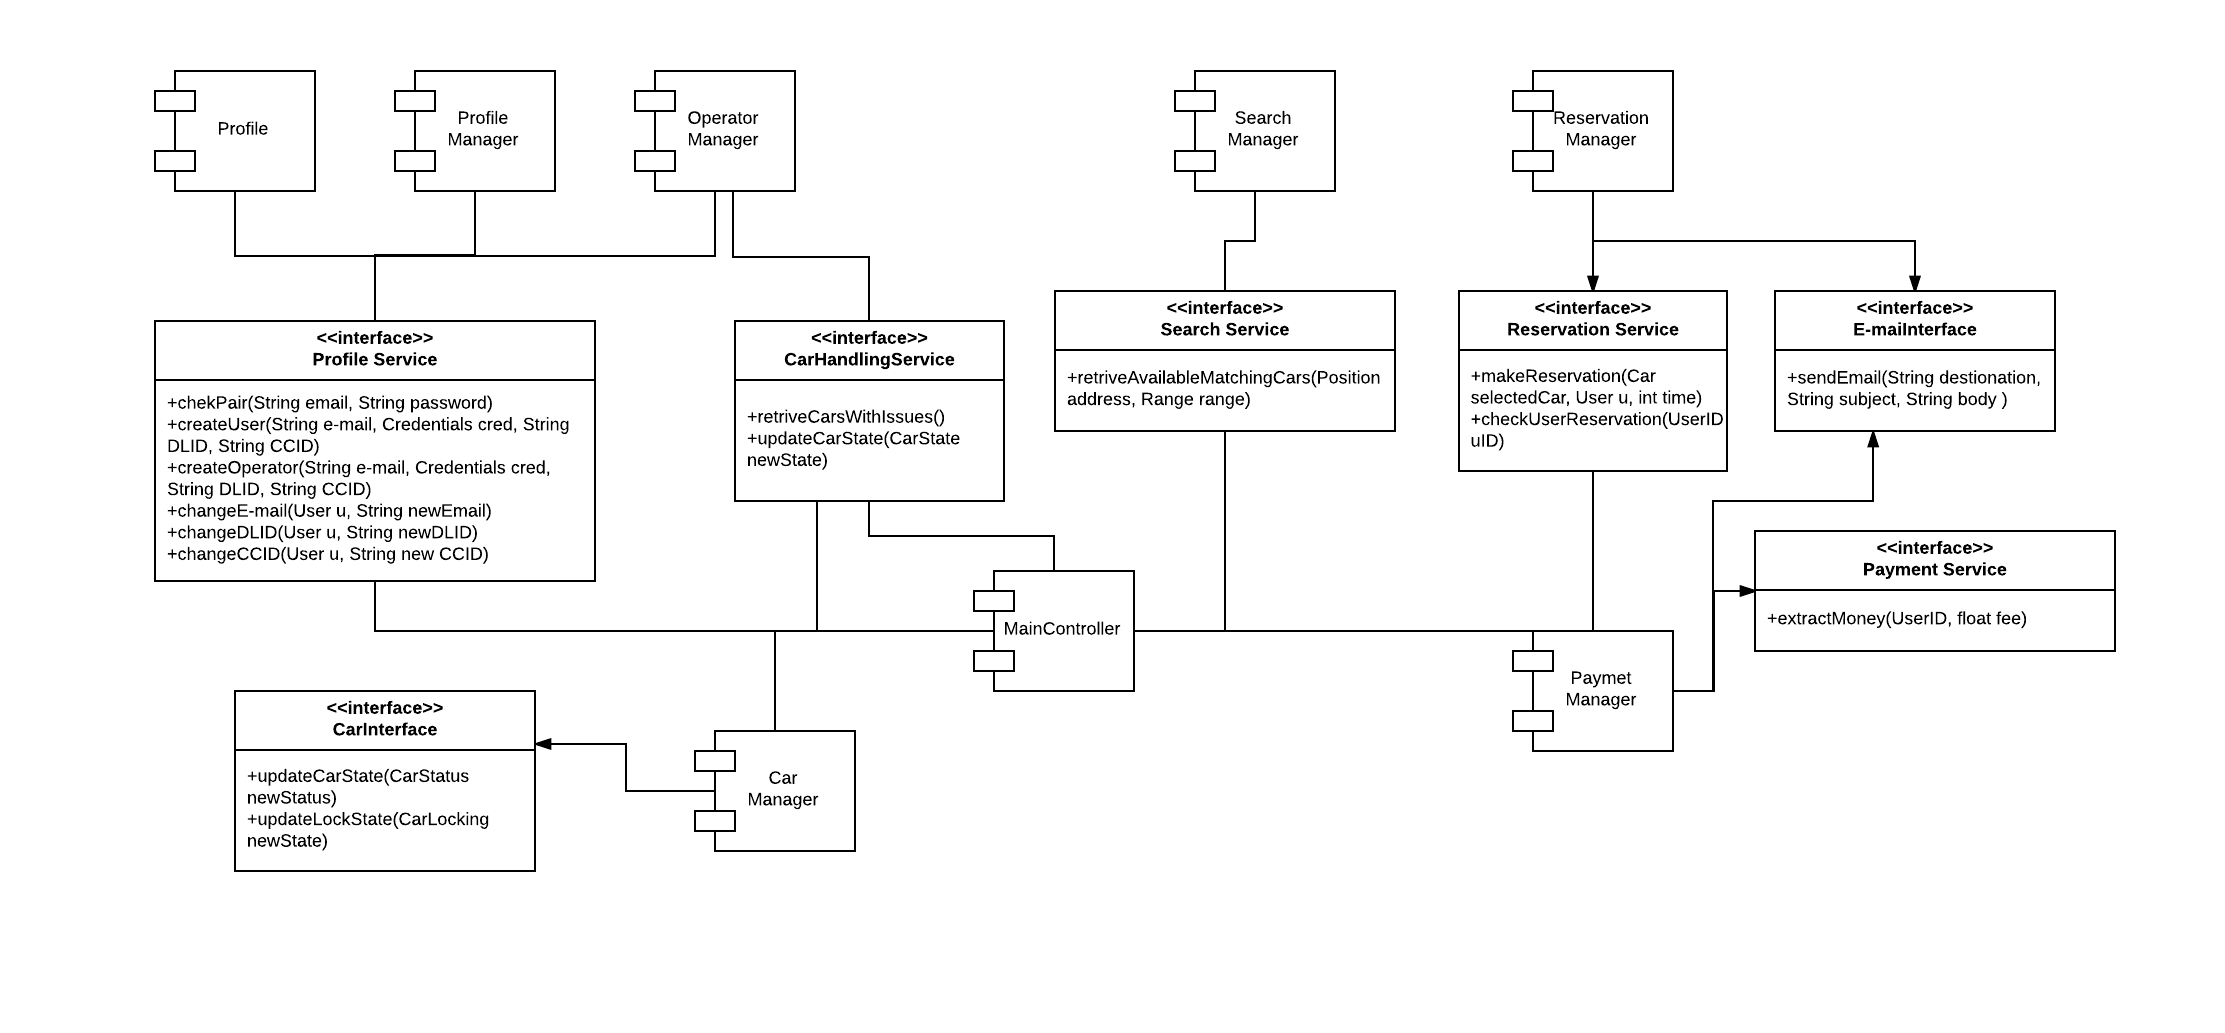 Profile
Profile
Manager
Operator
Manager
Search
Manager
Reservation
Manager
<<interface>>
Profile Service
+chekPair(String email, String password)
+createUser(String e-mail, Credentials cred, String
DLID, String CCID)
+createOperator(String e-mail, Credentials cred,
String DLID, String CCID)
+changeE-mail(User u, String newEmail)
+changeDLID(User u, String newDLID)
+changeCCID(User u, String new CCID)
<<interface>>
CarHandlingService
+retriveCarsWithIssues()
+updateCarState(CarState
newState)
<<interface>>
Search Service
+retriveAvailableMatchingCars(Position
address, Range range)
<<interface>>
Reservation Service
+makeReservation(Car
selectedCar, User u, int time)
+checkUserReservation(UserID
uID)
<<interface>>
E-maiInterface
+sendEmail(String destionation,
String subject, String body )
<<interface>>
Payment Service
+extractMoney(UserID, float fee)
MainController
Paymet
Manager
<<interface>>
CarInterface
+updateCarState(CarStatus
newStatus)
+updateLockState(CarLocking
newState)
Car
Manager